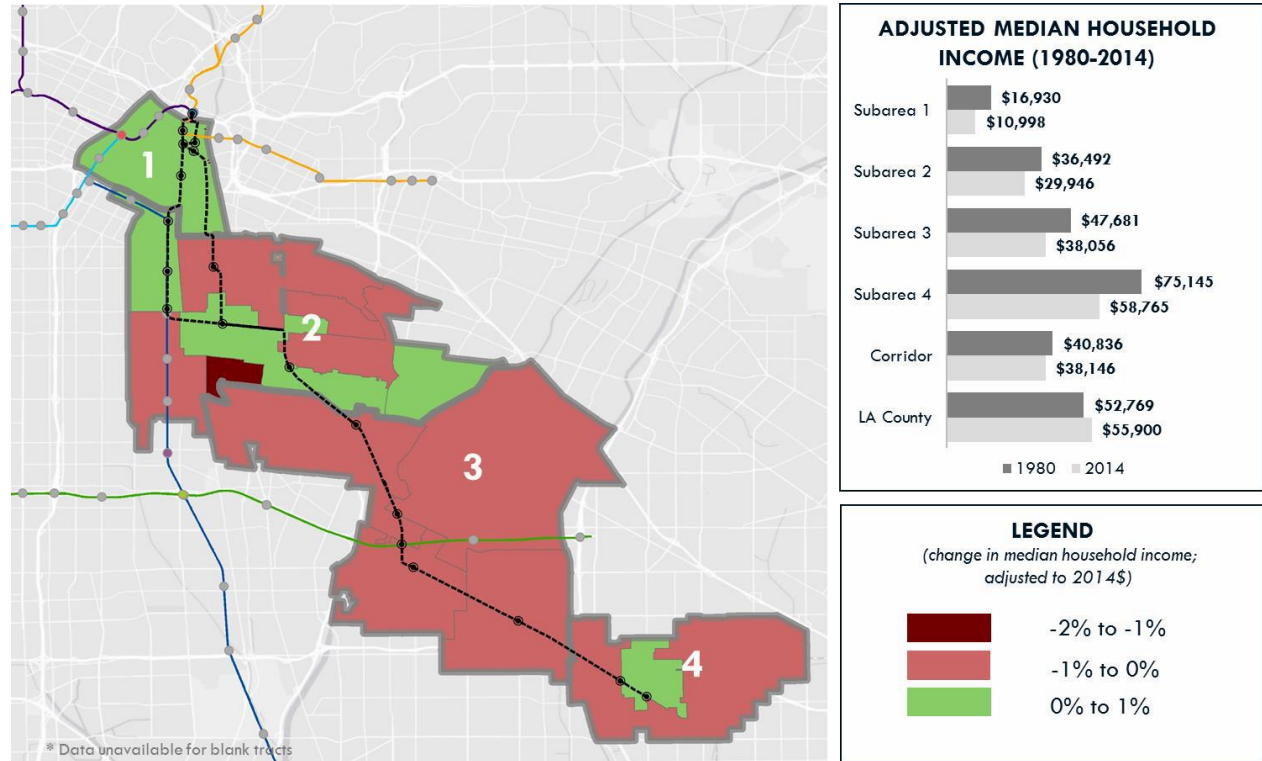 1
2
3
4
* Data unavailable for blank tracts
ADJUSTED MEDIAN HOUSEHOLD
INCOME (1980-2014)
Subarea 1
$16,930
$10,998
Subarea 2
$36,492
$29,946
Subarea 3
$47,681
$38,056
Subarea 4
$75,145
$58,765
Corridor
$40,836
$38,146
LA County
$52,769
$55,900
1980 2014
LEGEND
(change in median household income;
adjusted to 2014$)
-2% to -1%
-1% to 0%
0% to 1%